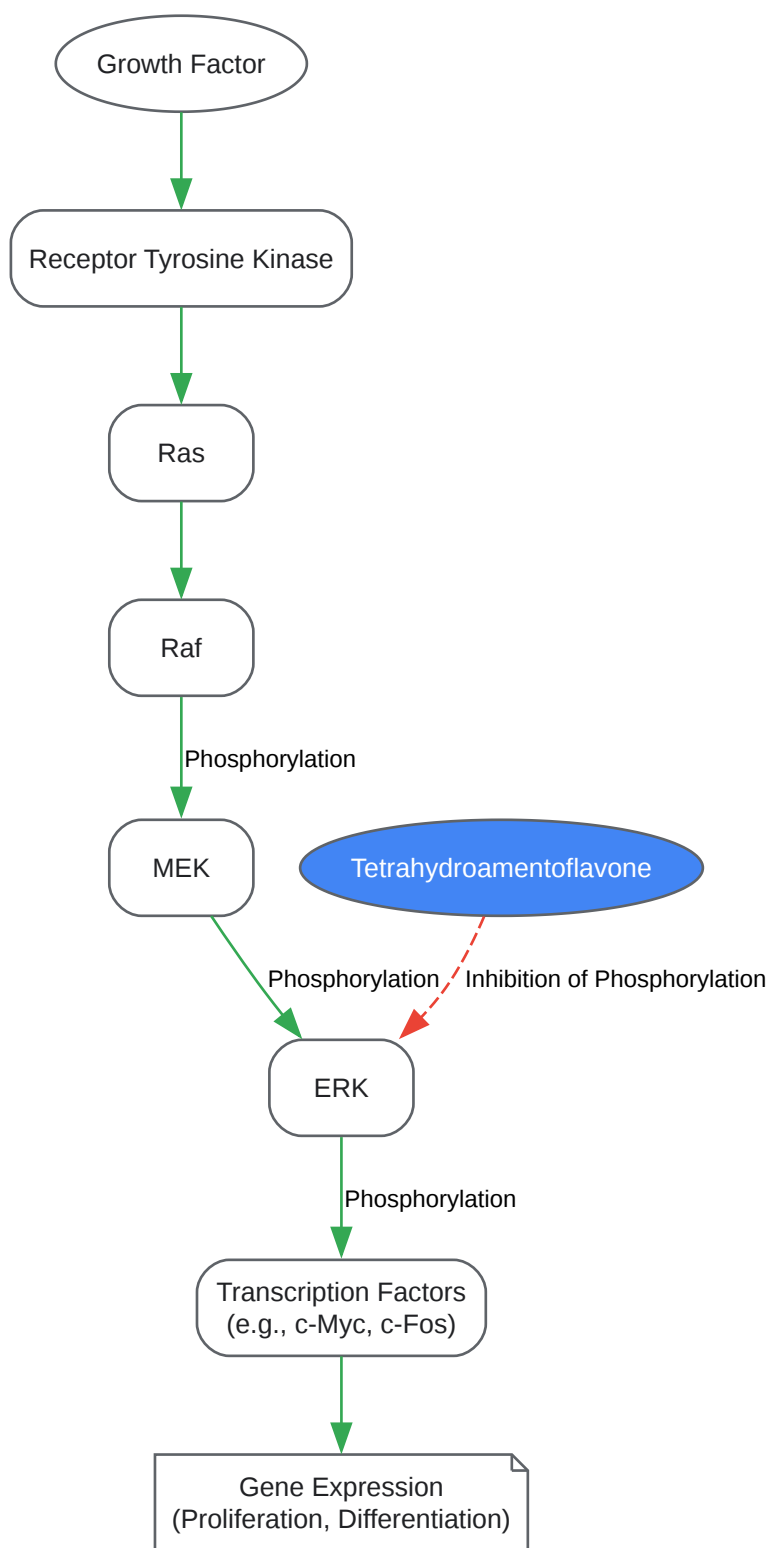 Growth Factor
Receptor Tyrosine Kinase
Ras
Raf
Phosphorylation
MEK
Tetrahydroamentoflavone
Phosphorylation
Inhibition of Phosphorylation
ERK
Phosphorylation
Transcription Factors
(e.g., c-Myc, c-Fos)
Gene Expression
(Proliferation, Differentiation)